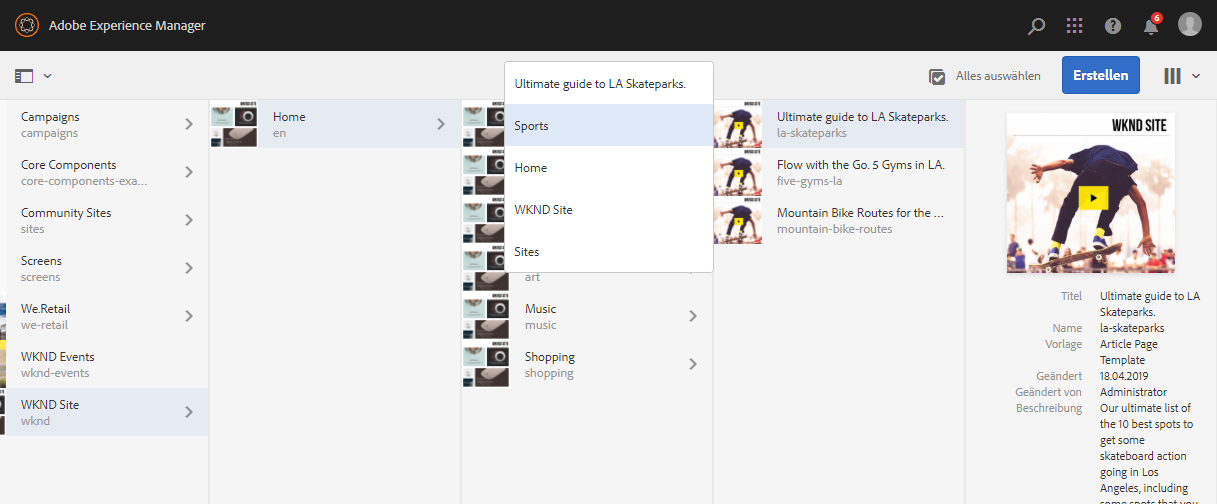 Adobe Experience Manager
6
Alles auswählen
Erstellen
Ultimate guide to LA Skateparks.
Sports
Home
WKND Site
Sites
Campaigns
campaigns
Core Components
core-components-exa...
Community Sites
sites
Screens
screens
We.Retail
we-retail
WKND Events
wknd-events
WKND Site
wknd
Home
en
art
Music
music
Shopping
shopping
Ultimate guide to LA Skateparks.
la-skateparks
Flow with the Go. 5 Gyms in LA.
five-gyms-la
Mountain Bike Routes for the ...
mountain-bike-routes
WKND SITE
Titel Ultimate guide to LA
Skateparks.
Name la-skateparks
Vorlage Article Page
Template
Geändert 18.04.2019
Geändert von Administrator
Beschreibung Our ultimate list of
the 10 best spots to
get some
skateboard action
going in Los
Angeles, including
some spots that you